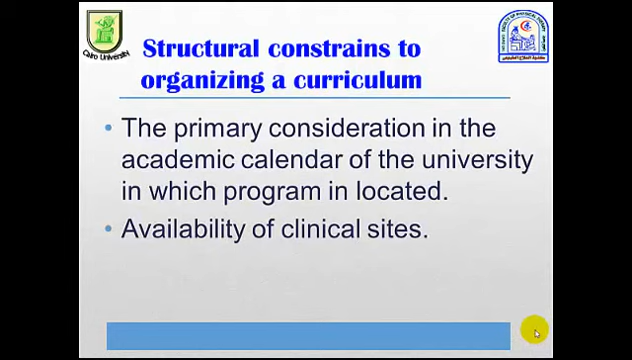 Cairo University
Structural constrains to
organizing a curriculum
• The primary consideration in the
academic calendar of the university
in which program in located.
• Availability of clinical sites.